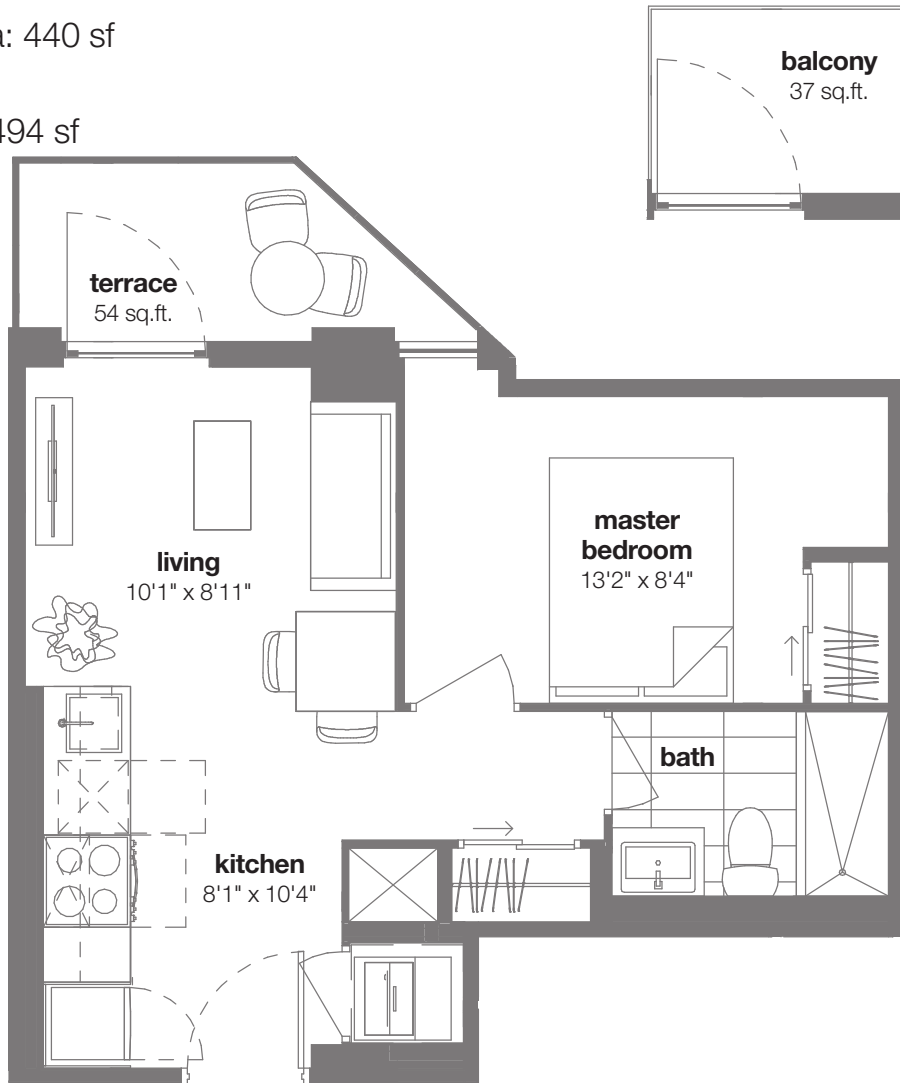 a: 440 sf
494 sf
balcony
37 sq.ft.
terrace
54 sq.ft.
living
10'1" x 8'11"
master
bedroom
13'2" x 8'4"
bath
kitchen
8'1" x 10'4"